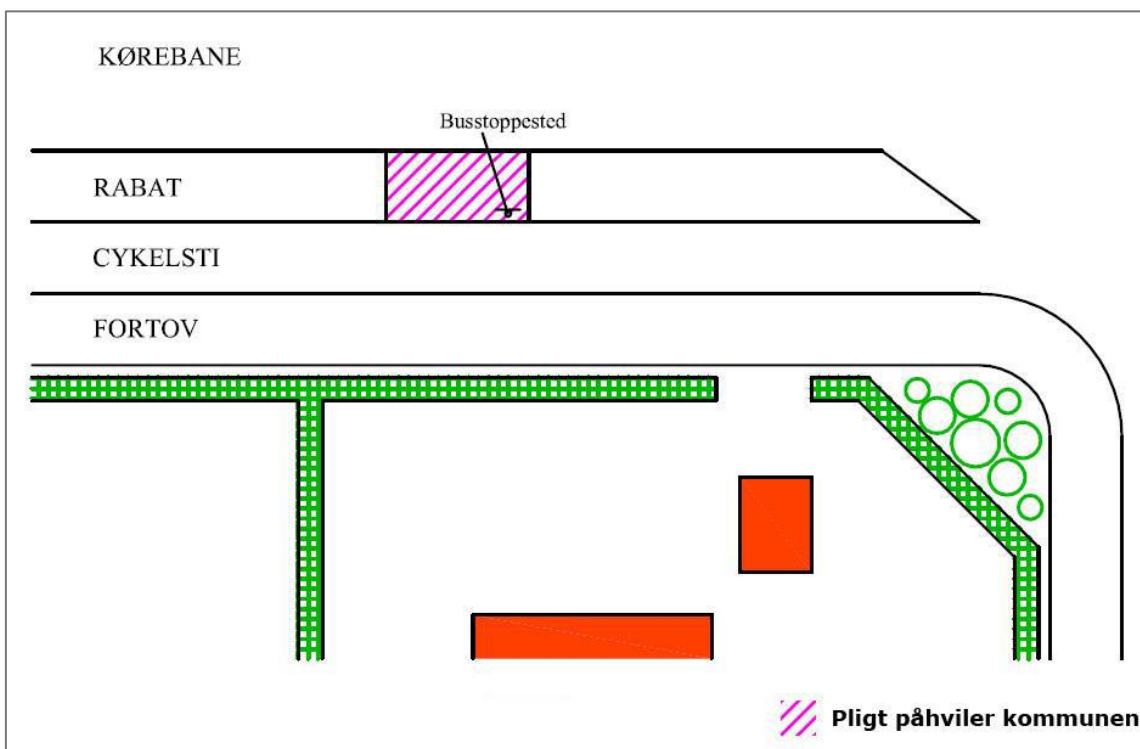 KØREBANE
Busstoppested
RABAT
CYKELSTI
FORTOV
Pligt påhviler kommunen